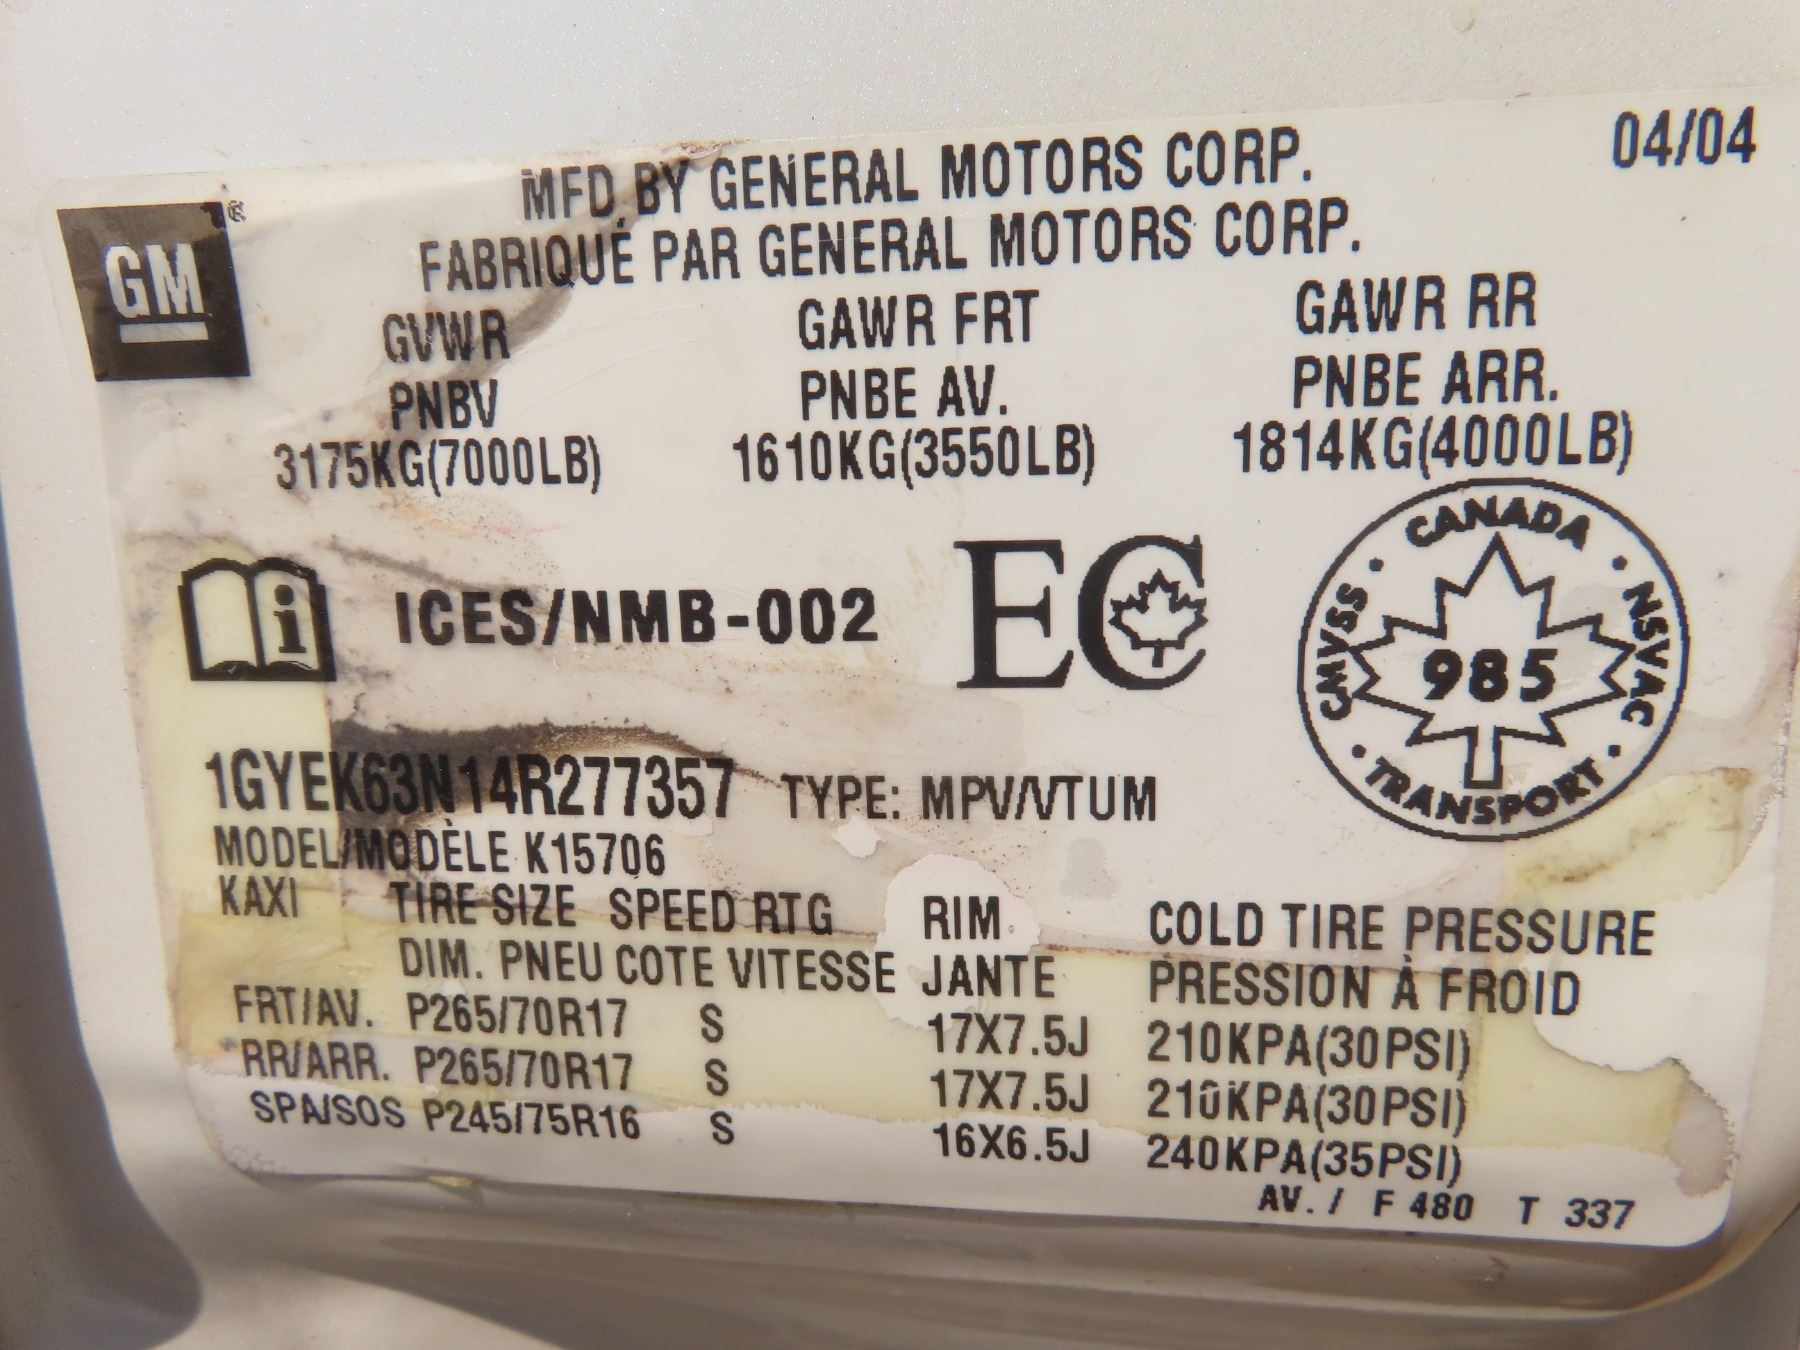 04/04
GM®
MFD BY GENERAL MOTORS CORP.
FABRIQUÉ PAR GENERAL MOTORS CORP.
GVWR GAWR FRT GAWR RR
PNBV PNBE AV. PNBE ARR.
3175KG(7000LB) 1610KG(3550LB) 1814KG(4000LB)
i ICES/NMB-002 EC
CANADA
CMVSS · 985 · NSVAC
· TRANSPORT ·
1GYEK63N14R277357 TYPE: MPV/VTUM
MODEL/MODÈLE K15706
KAXI TIRE SIZE SPEED RTG RIM COLD TIRE PRESSURE
DIM. PNEU COTE VITESSE JANTE PRESSION À FROID
FRT/AV. P265/70R17 S 17X7.5J 210KPA(30PSI)
RR/ARR. P265/70R17 S 17X7.5J 210KPA(30PSI)
SPA/SOS P245/75R16 S 16X6.5J 240KPA(35PSI)
AV. / F 480 T 337